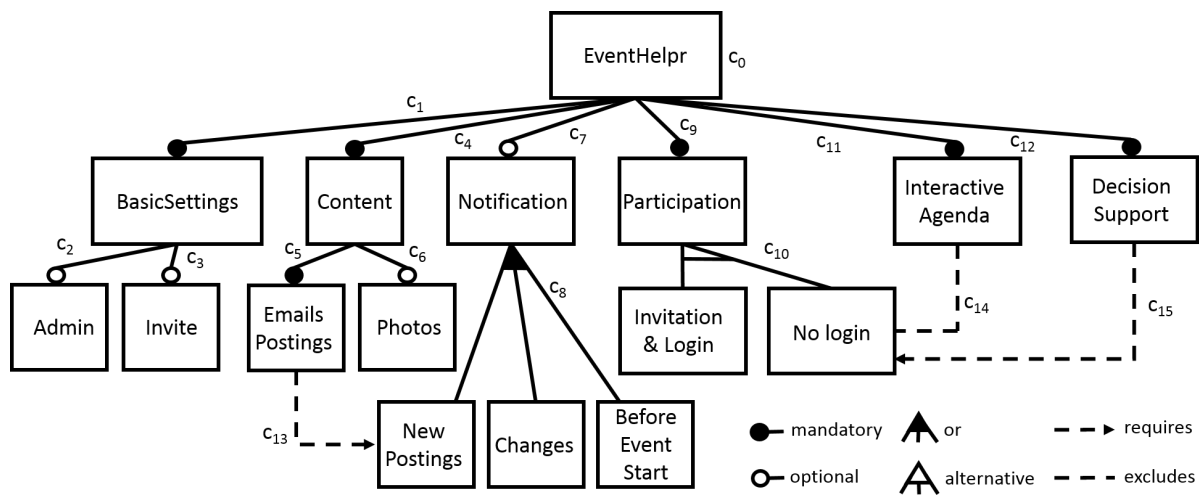 EventHelpr
c0
c1
c4
c7
c9
c11
c12
BasicSettings
Content
Notification
Participation
Interactive
Agenda
Decision
Support
c2
c3
c5
c6
c8
c10
Admin
Invite
Emails
Postings
Photos
Invitation
& Login
No login
c14
c15
c13
New
Postings
Changes
Before
Event
Start
mandatory
or
requires
optional
alternative
excludes